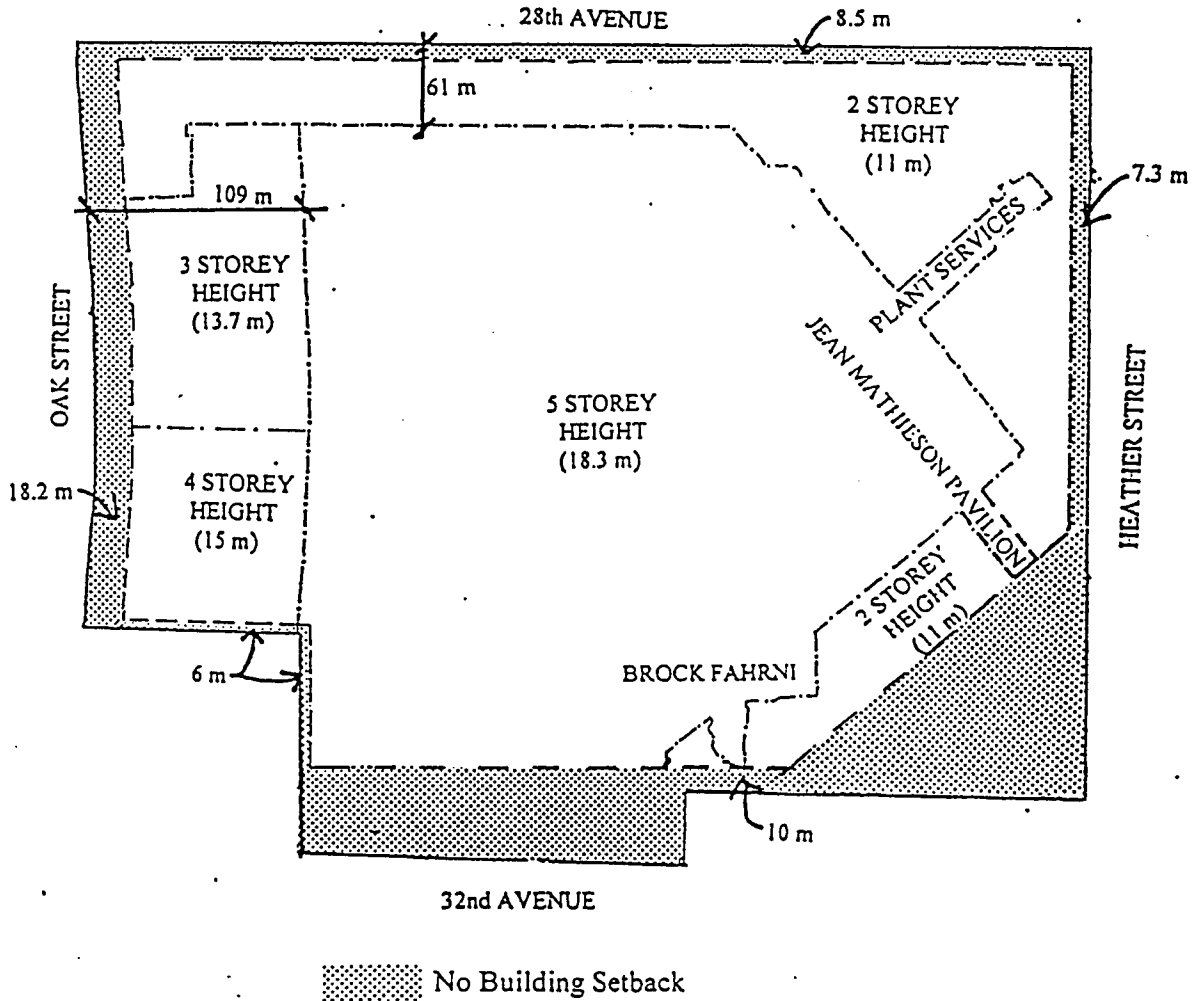 28th AVENUE
8.5 m
61 m
2 STOREY
HEIGHT
(11 m)
7.3 m
109 m
PLANT SERVICES
3 STOREY
HEIGHT
(13.7 m)
OAK STREET
JEAN MATHIESON PAVILION
HEATHER STREET
5 STOREY
HEIGHT
(18.3 m)
18.2 m
4 STOREY
HEIGHT
(15 m)
2 STOREY
HEIGHT
(11 m)
6 m
BROCK FAHRNI
10 m
32nd AVENUE
No Building Setback